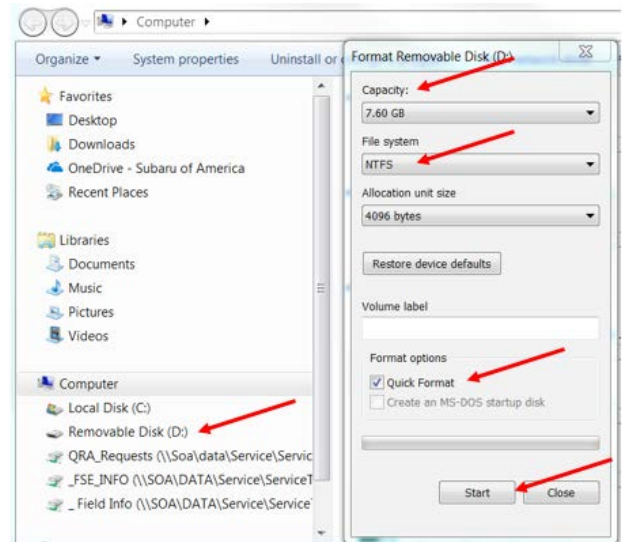 Computer
Organize
System properties
Uninstall or
Favorites
Desktop
Downloads
OneDrive - Subaru of America
Recent Places
Libraries
Documents
Music
Pictures
Videos
Computer
Local Disk (C:)
Removable Disk (D:)
QRA_Requests (\\Soa\data\Service\Servic
_FSE_INFO (\\SOA\DATA\Service\ServiceT
_ Field Info (\\SOA\DATA\Service\Service
Format Removable Disk (D:)
Capacity:
7.60 GB
File system
NTFS
Allocation unit size
4096 bytes
Restore device defaults
Volume label
Format options
Quick Format
Create an MS-DOS startup disk
Start
Close